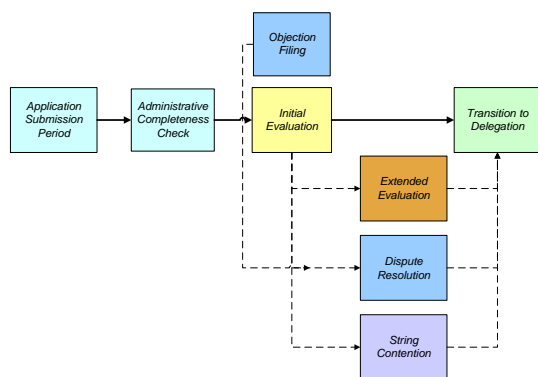 Objection
Filing
Application
Submission
Period
Administrative
Completeness
Check
Initial
Evaluation
Transition to
Delegation
Extended
Evaluation
Dispute
Resolution
String
Contention